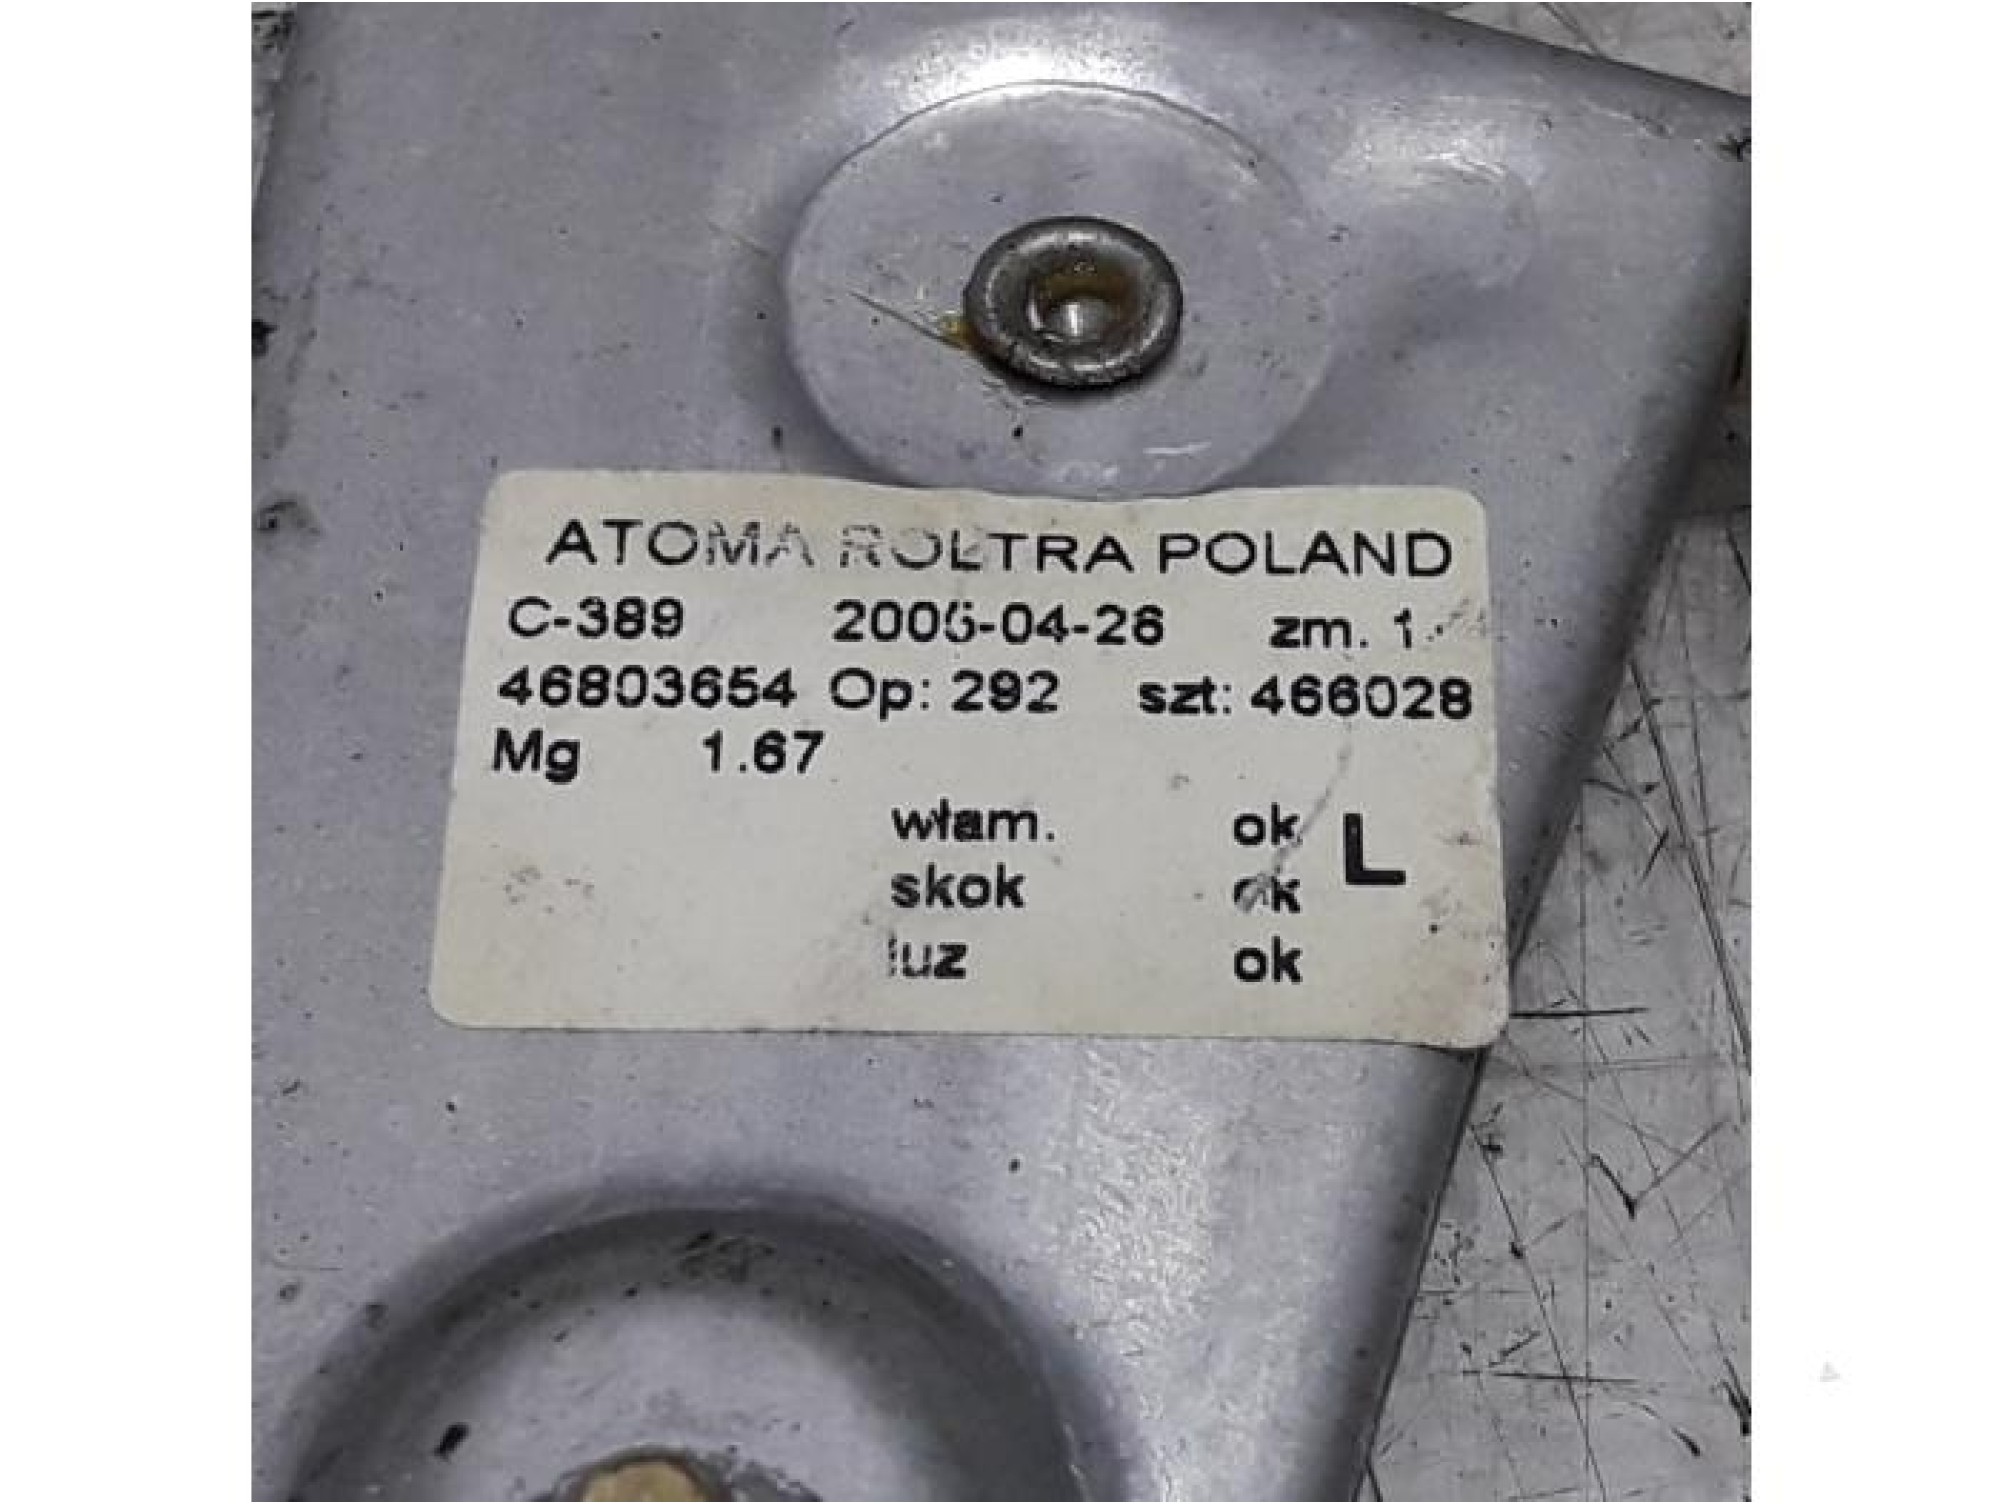 ATOMA ROLTRA POLAND
C-389 2005-04-26 zm. 1
46803654 Op: 292 szt: 466028
Mg 1.67
włam. ok L
skok ok
luz ok